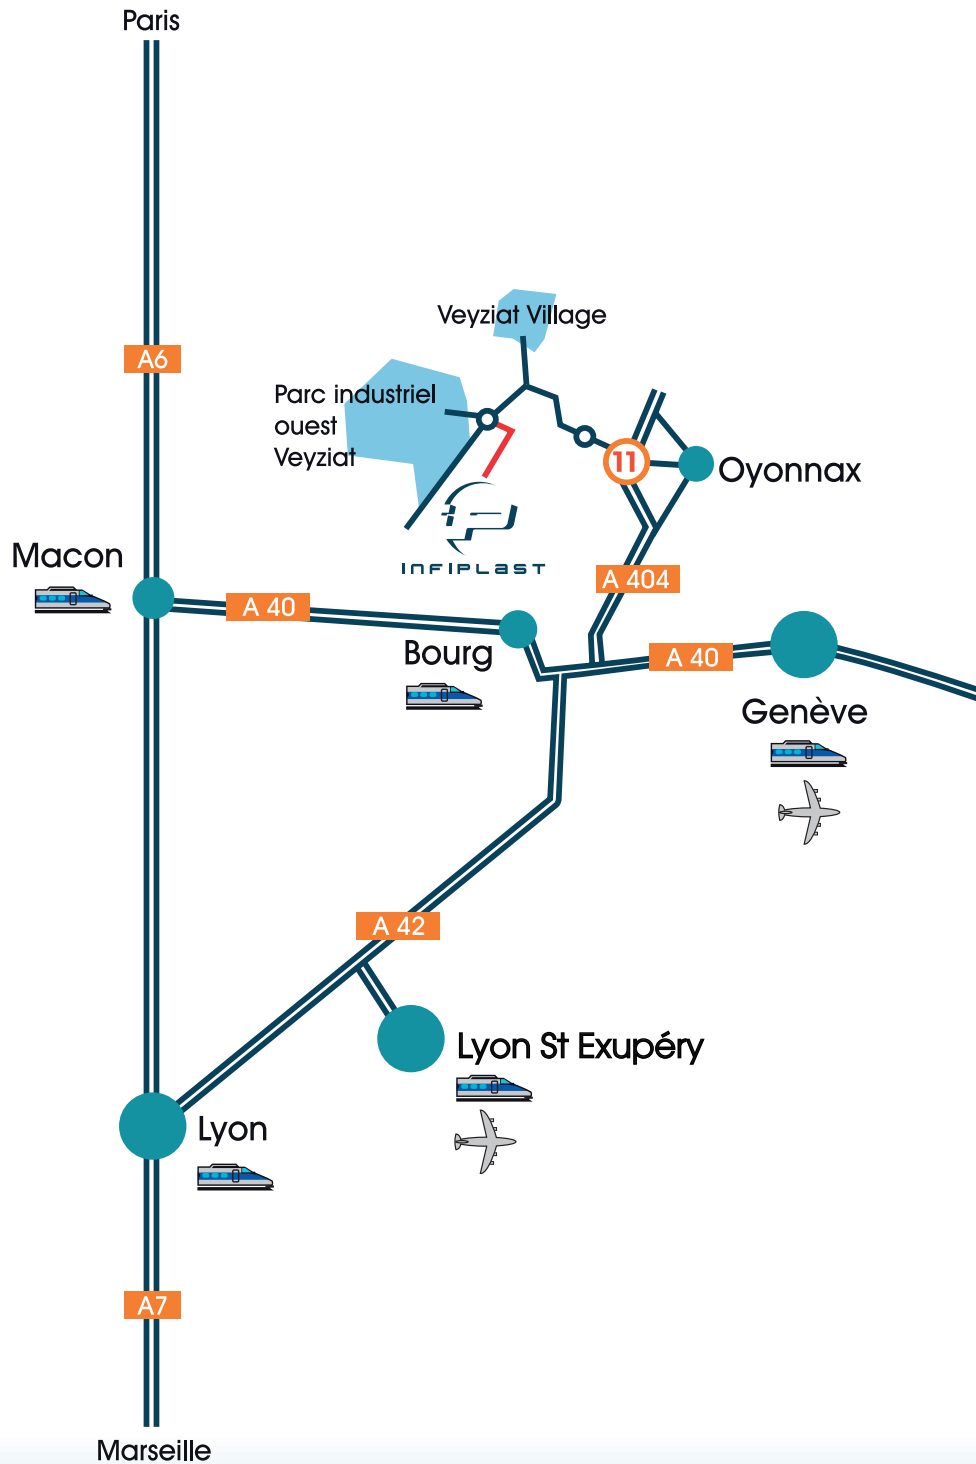 Paris
A6
Veyziat Village
Parc industriel
ouest
Veyziat
11
Oyonnax
INFIPLAST
Macon
A 404
A 40
Bourg
A 40
Genève
A 42
Lyon St Exupéry
Lyon
A7
Marseille